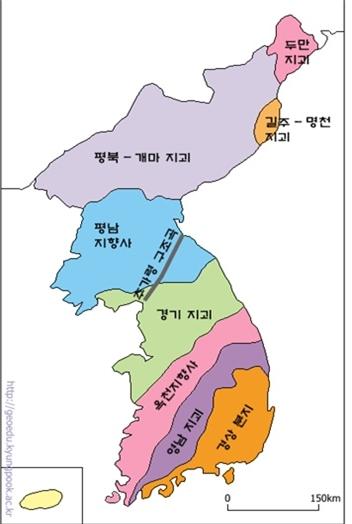 두만
지괴
길주 - 명천
지괴
평북 - 개마 지괴
평남
지향사
추가령 구조곡
경기 지괴
옥천지향사
영남 지괴
경상 분지
http://geoedu.kyungpook.ac.kr
0 150km